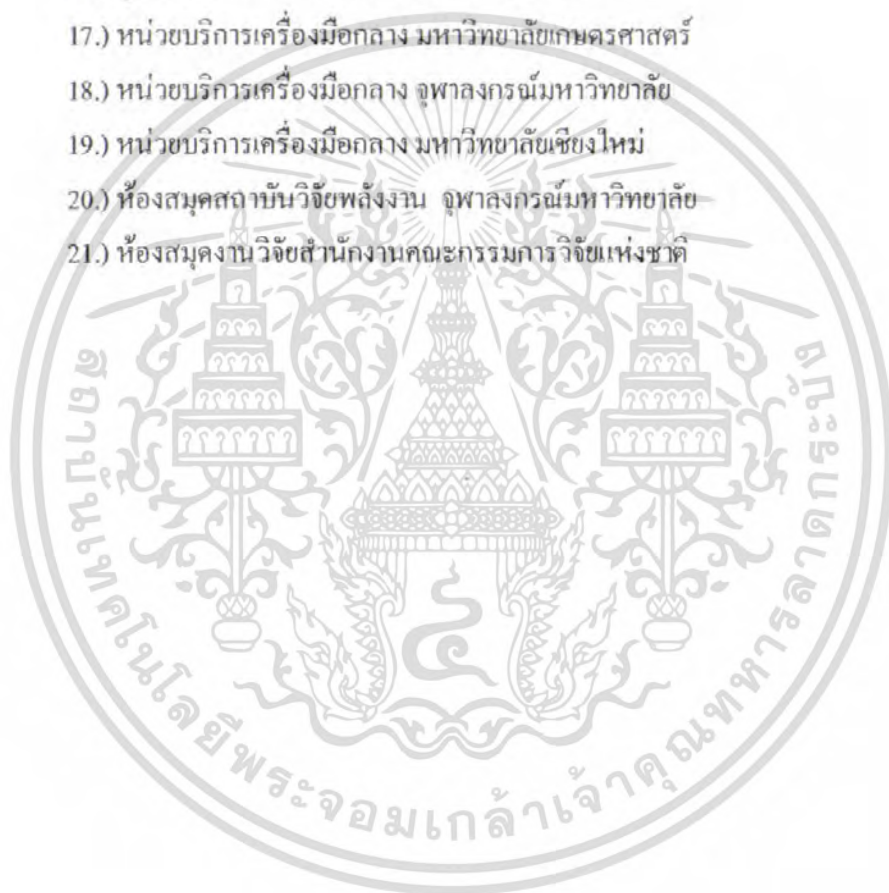 17.) หน่วยบริการเครื่องมือกลาง มหาวิทยาลัยเกษตรศาสตร์
18.) หน่วยบริการเครื่องมือกลาง จุฬาลงกรณ์มหาวิทยาลัย
19.) หน่วยบริการเครื่องมือกลาง มหาวิทยาลัยเชียงใหม่
20.) ห้องสมุดสถาบันวิจัยพลังงาน จุฬาลงกรณ์มหาวิทยาลัย
21.) ห้องสมุดงานวิจัยสำนักงานคณะกรรมการวิจัยแห่งชาติ
สถาบันเทคโนโลยีพระจอมเกล้าเจ้าคุณทหารลาดกระบัง
๔